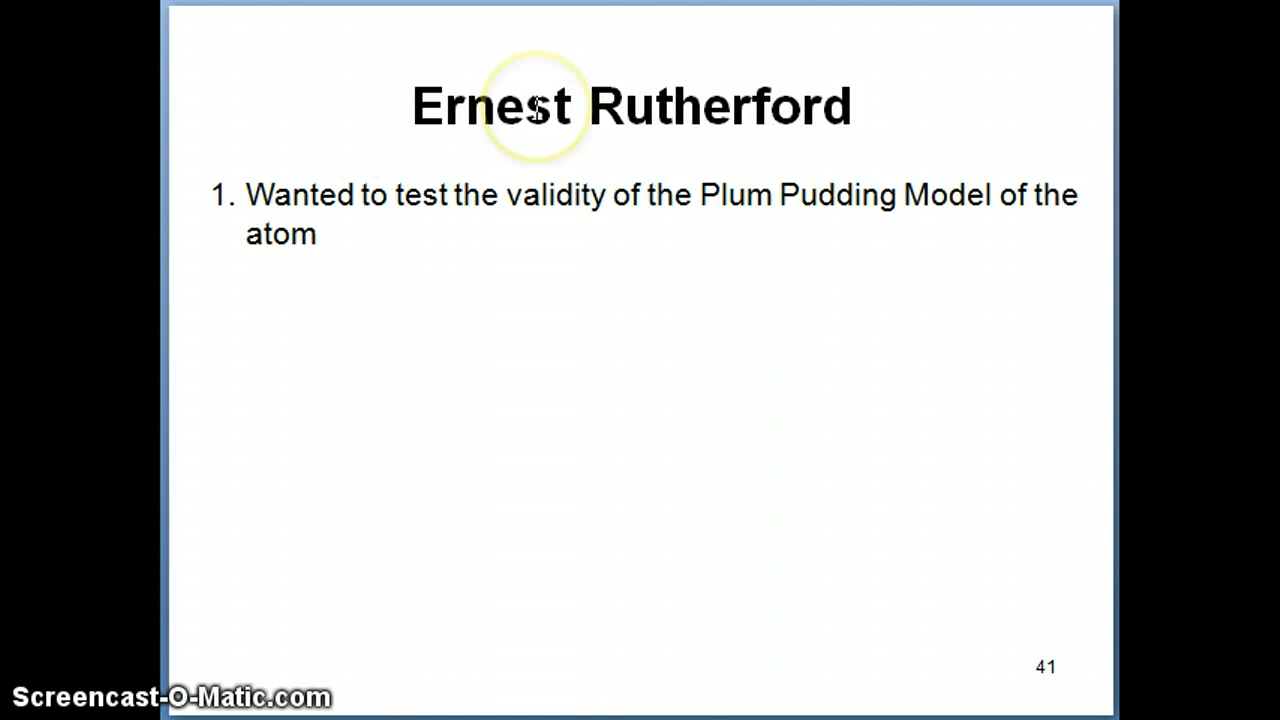 Ernest Rutherford
1. Wanted to test the validity of the Plum Pudding Model of the
atom
41
Screencast-O-Matic.com